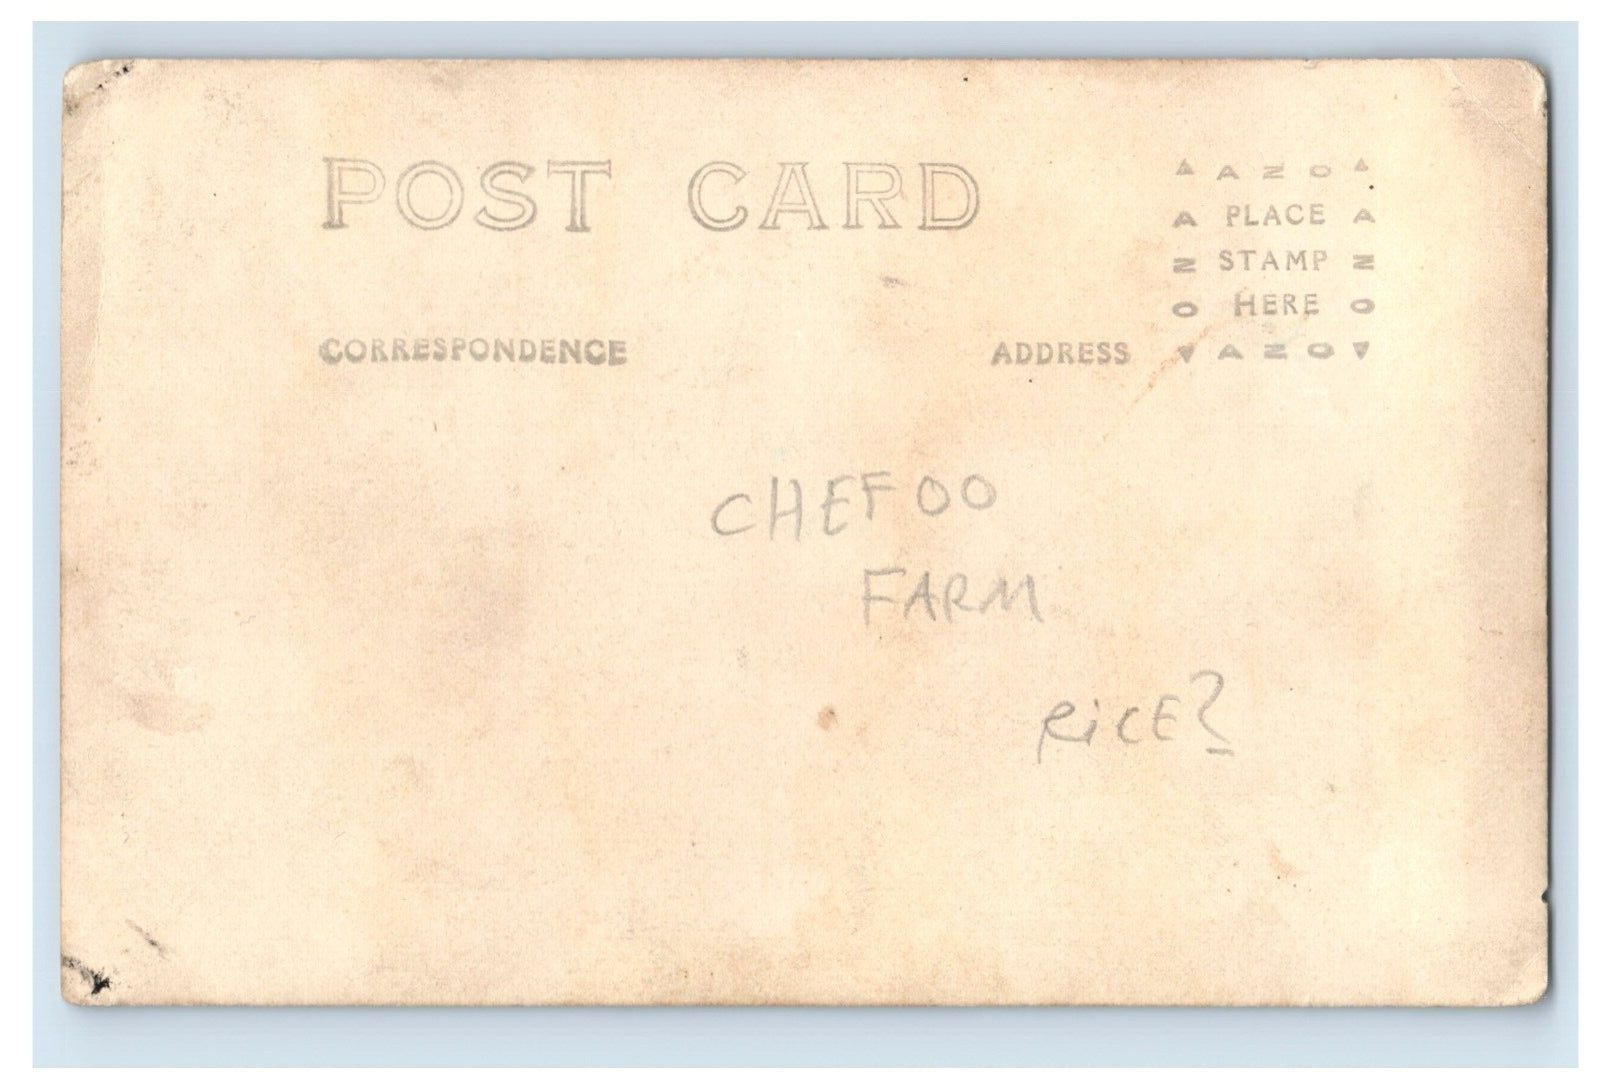 POST CARD
AZO
A PLACE A
N STAMP N
O HERE O
AZO
CORRESPONDENCE
ADDRESS
CHEFOO
FARM
RICE?